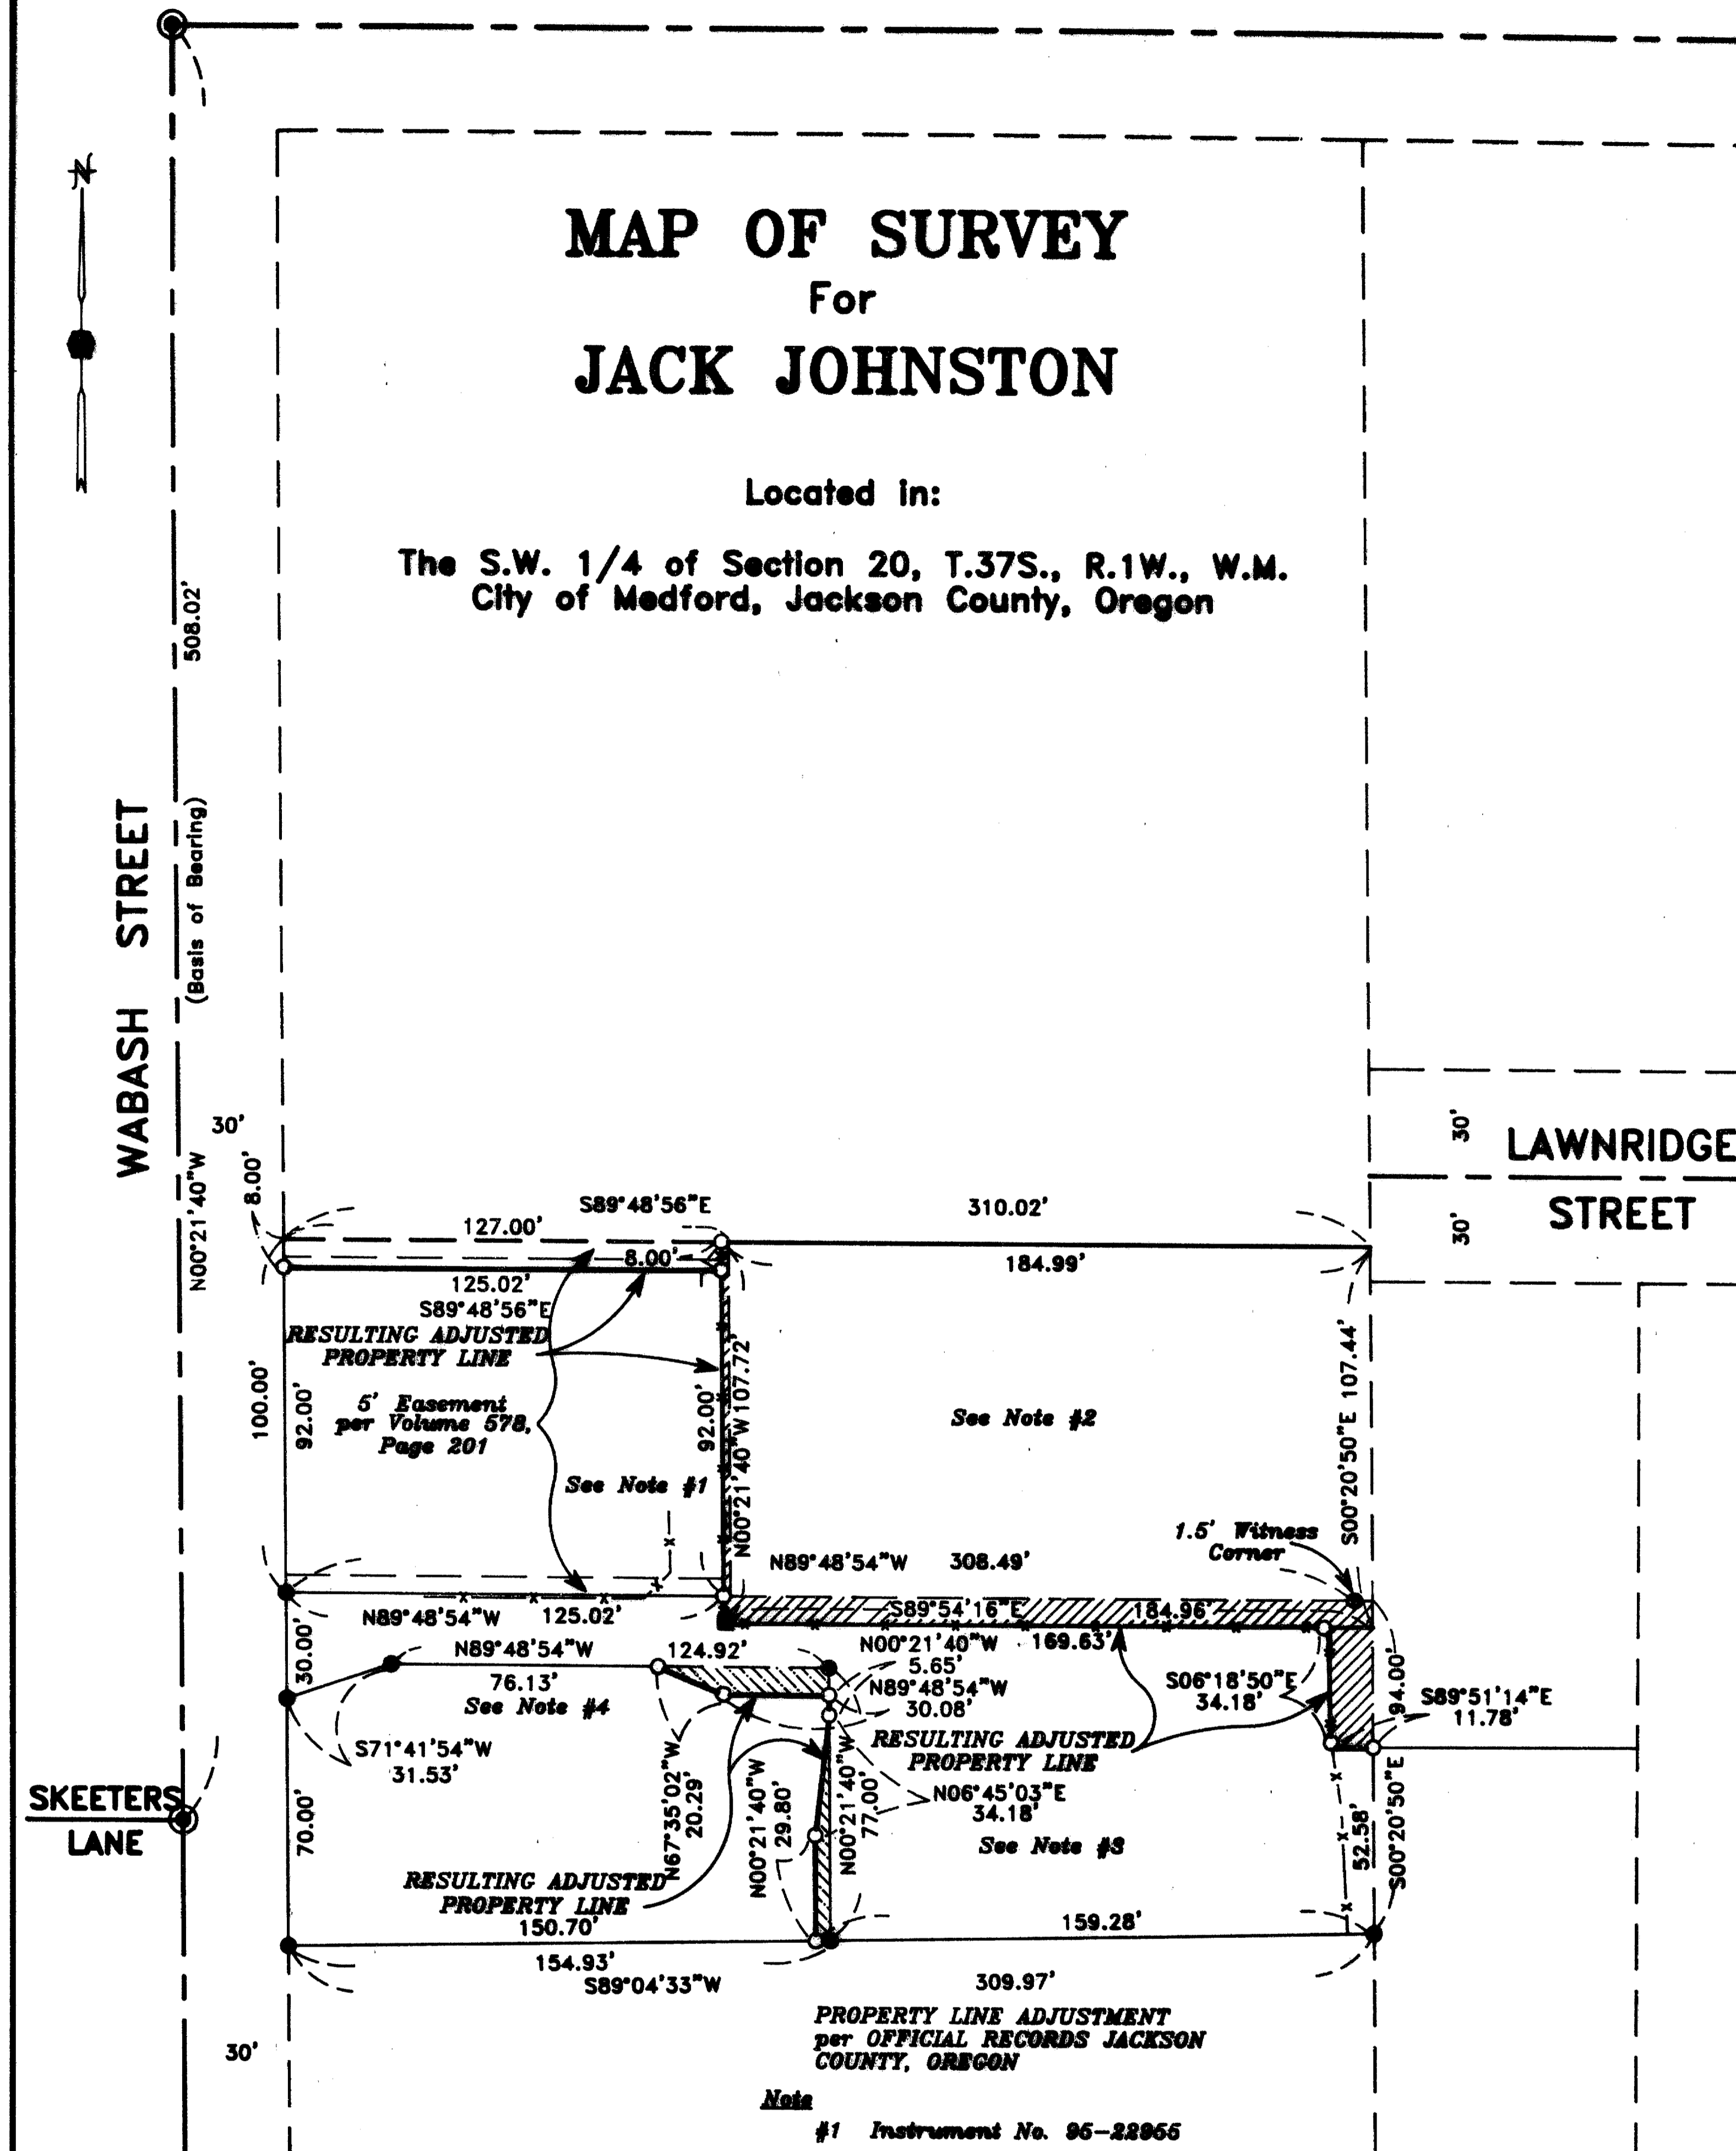 N
MAP OF SURVEY
For
JACK JOHNSTON
Located in:
The S.W. 1/4 of Section 20, T.37S., R.1W., W.M.
City of Medford, Jackson County, Oregon
508.02'
WABASH STREET
(Basis of Bearing)
N00°21'40"W
30'
8.00'
30'
LAWNRIDGE
STREET
30'
S89°48'56"E
310.02'
127.00'
8.00'
184.99'
125.02'
S89°48'56"E
RESULTING ADJUSTED
PROPERTY LINE
100.00'
92.00'
5' Easement
per Volume 578,
Page 201
92.00'
N00°21'40"W 107.72'
See Note #2
S00°20'50"E 107.44'
See Note #1
1.5' Witness
Corner
N89°48'54"W 308.49'
N89°48'54"W 125.02'
S89°54'16"E 184.96'
30.00'
N89°48'54"W 124.92'
N00°21'40"W
5.65'
169.63'
76.13'
See Note #4
N89°48'54"W
30.08'
S06°18'50"E
34.18'
94.00'
S89°51'14"E
11.78'
S71°41'54"W
31.53'
RESULTING ADJUSTED
PROPERTY LINE
N67°35'02"W
20.29'
N00°21'40"W
29.80'
N00°21'40"W
77.00'
N06°45'03"E
34.18'
See Note #3
SKEETERS
LANE
70.00'
52.58'
S00°20'50"E
RESULTING ADJUSTED
PROPERTY LINE
150.70'
159.28'
154.93'
S89°04'33"W
309.97'
30'
PROPERTY LINE ADJUSTMENT
per OFFICIAL RECORDS JACKSON
COUNTY, OREGON
Note
#1 Instrument No. 95-22955